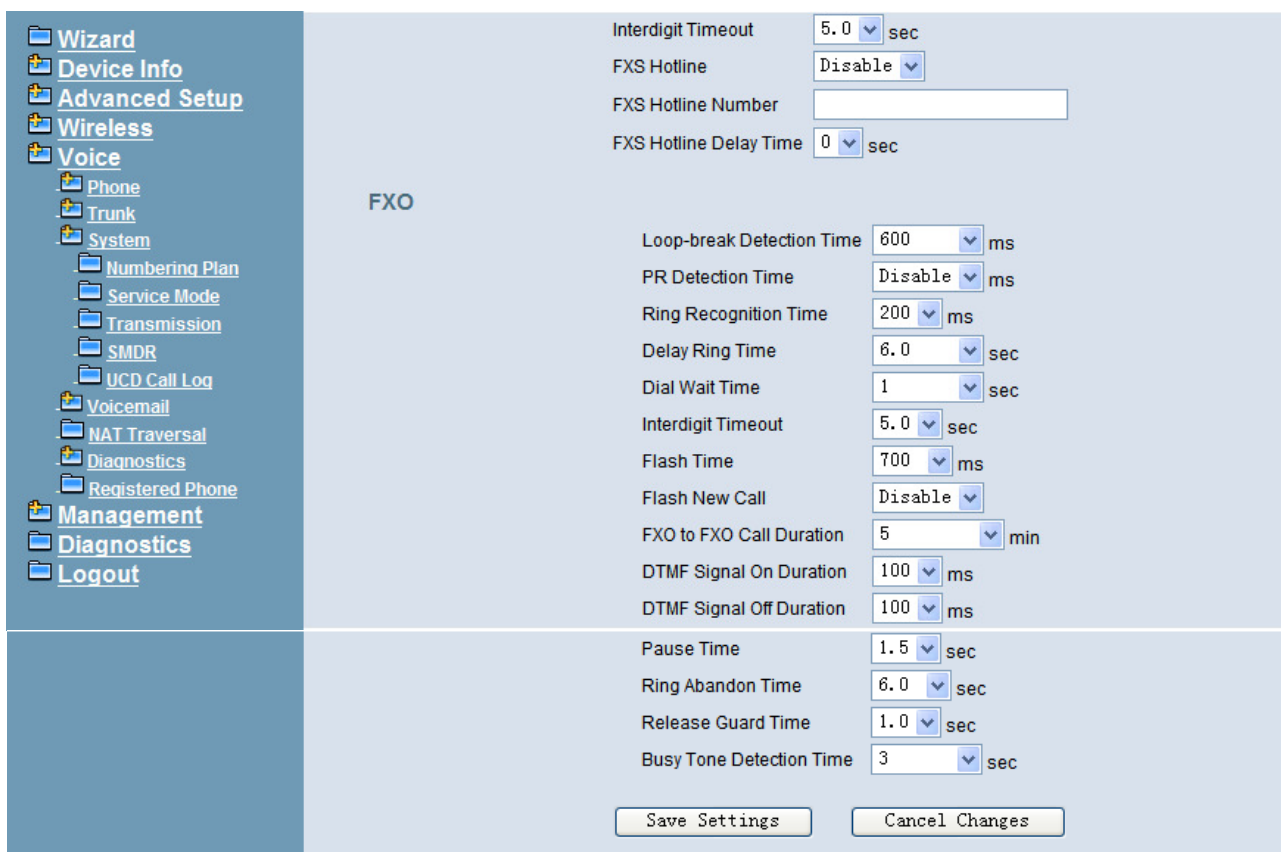 Wizard
Device Info
Advanced Setup
Wireless
Voice
Phone
Trunk
System
Numbering Plan
Service Mode
Transmission
SMDR
UCD Call Log
Voicemail
NAT Traversal
Diagnostics
Registered Phone
Management
Diagnostics
Logout
Interdigit Timeout 5.0 sec
FXS Hotline Disable
FXS Hotline Number
FXS Hotline Delay Time 0 sec
FXO
Loop-break Detection Time 600 ms
PR Detection Time Disable ms
Ring Recognition Time 200 ms
Delay Ring Time 6.0 sec
Dial Wait Time 1 sec
Interdigit Timeout 5.0 sec
Flash Time 700 ms
Flash New Call Disable
FXO to FXO Call Duration 5 min
DTMF Signal On Duration 100 ms
DTMF Signal Off Duration 100 ms
Pause Time 1.5 sec
Ring Abandon Time 6.0 sec
Release Guard Time 1.0 sec
Busy Tone Detection Time 3 sec
Save Settings Cancel Changes